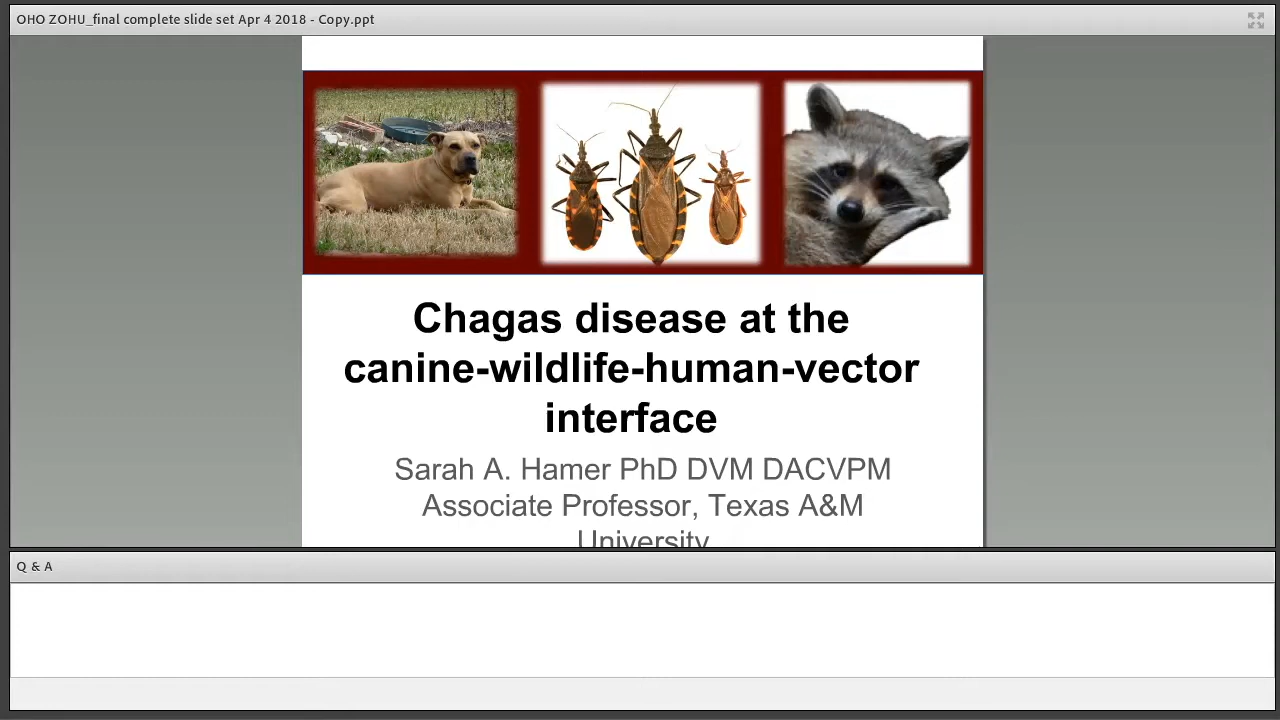 OHO ZOHU_final complete slide set Apr 4 2018 - Copy.ppt
Chagas disease at the
canine-wildlife-human-vector
interface
Sarah A. Hamer PhD DVM DACVPM
Associate Professor, Texas A&M
University
Q & A